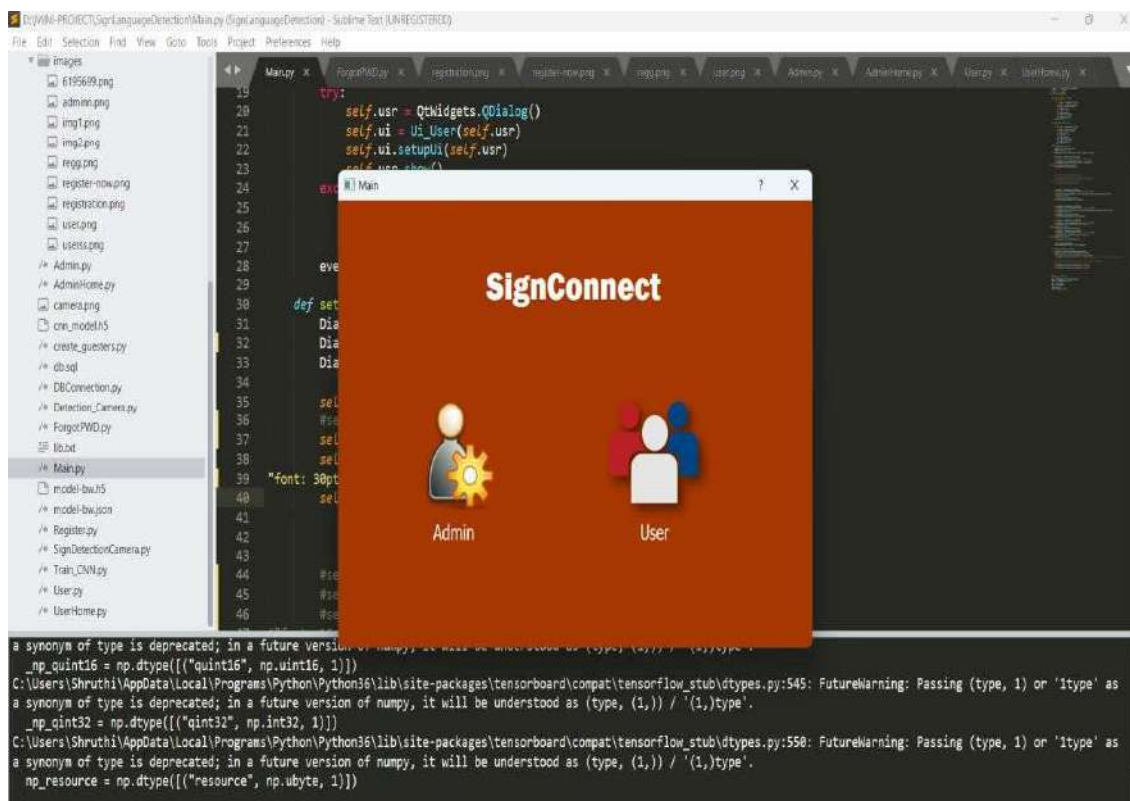 D:\MINI-PROJECT\SignLanguageDetection\Main.py (SignLanguageDetection) - Sublime Text (UNREGISTERED)
File Edit Selection Find View Goto Tools Project Preferences Help
images
6195699.png
adminn.png
img1.png
img2.png
regg.png
register-now.png
registration.png
user.png
userss.png
Admin.py
AdminHome.py
camera.png
cnn_model.h5
create_guesters.py
db.sql
DBConnection.py
Detection_Camera.py
ForgotPWD.py
lib.txt
Main.py
model-bw.h5
model-bw.json
Register.py
SignDetectionCamera.py
Train_CNN.py
User.py
UserHome.py
Main.py ForgotPWD.py registration.png register-now.png regg.png user.png Admin.py AdminHome.py User.py UserHome.py
19 try:
20 self.usr = QtWidgets.QDialog()
21 self.ui = Ui_User(self.usr)
22 self.ui.setupUi(self.usr)
23 self.usr.show()
24 exc
25
26
27
28 eve
29
30 def set
31 Dia
32 Dia
33 Dia
34
35 sel
36 #se
37 sel
38 sel
39 "font: 30pt
40 sel
41
42
43
44 #se
45 #se
46 #se
Main ? X
SignConnect
Admin
User
a synonym of type is deprecated; in a future version of numpy, it will be understood as (type, (1,)) / '(1,)type'.
_np_quint16 = np.dtype([("quint16", np.uint16, 1)])
C:\Users\Shruthi\AppData\Local\Programs\Python\Python36\lib\site-packages\tensorboard\compat\tensorflow_stub\dtypes.py:545: FutureWarning: Passing (type, 1) or '1type' as
a synonym of type is deprecated; in a future version of numpy, it will be understood as (type, (1,)) / '(1,)type'.
_np_qint32 = np.dtype([("qint32", np.int32, 1)])
C:\Users\Shruthi\AppData\Local\Programs\Python\Python36\lib\site-packages\tensorboard\compat\tensorflow_stub\dtypes.py:550: FutureWarning: Passing (type, 1) or '1type' as
a synonym of type is deprecated; in a future version of numpy, it will be understood as (type, (1,)) / '(1,)type'.
np_resource = np.dtype([("resource", np.ubyte, 1)])